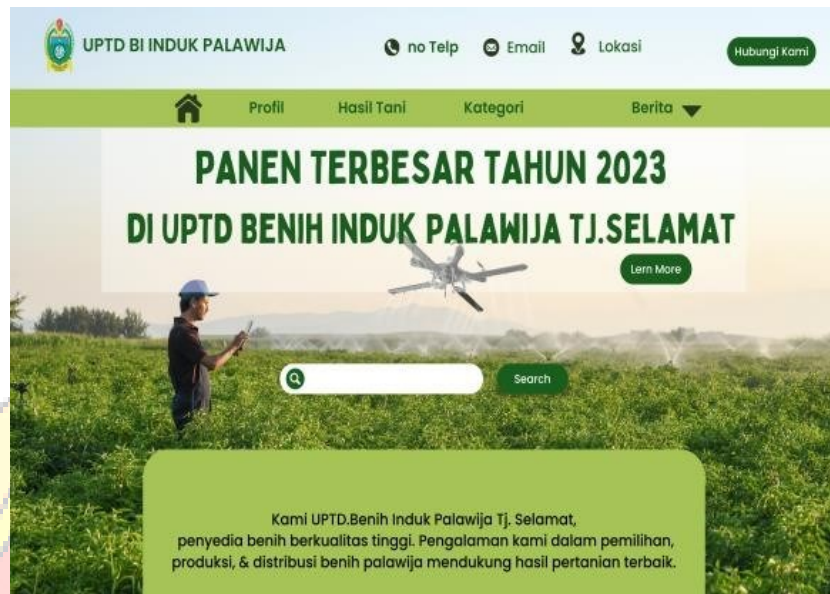 UPTD BI INDUK PALAWIJA
no Telp
Email
Lokasi
Hubungi Kami
Profil
Hasil Tani
Kategori
Berita
PANEN TERBESAR TAHUN 2023
DI UPTD BENIH INDUK PALAWIJA TJ.SELAMAT
Lern More
Search
Kami UPTD.Benih Induk Palawija Tj. Selamat,
penyedia benih berkualitas tinggi. Pengalaman kami dalam pemilihan,
produksi, & distribusi benih palawija mendukung hasil pertanian terbaik.